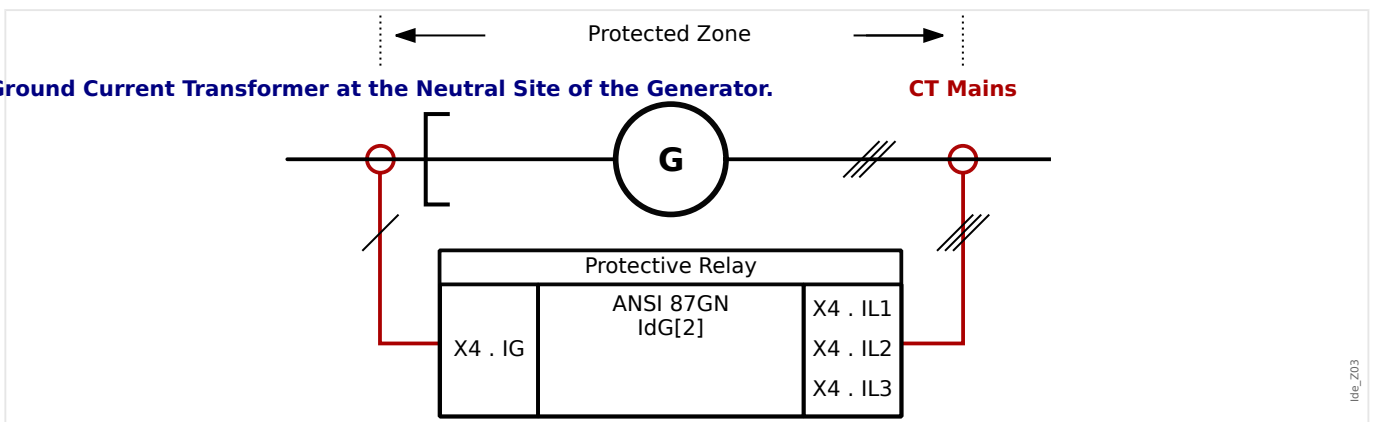 Protected Zone
Ground Current Transformer at the Neutral Site of the Generator.
CT Mains
G
Protective Relay
ANSI 87GN
IdG[2]
X4 . IG
X4 . IL1
X4 . IL2
X4 . IL3
Ide_Z03